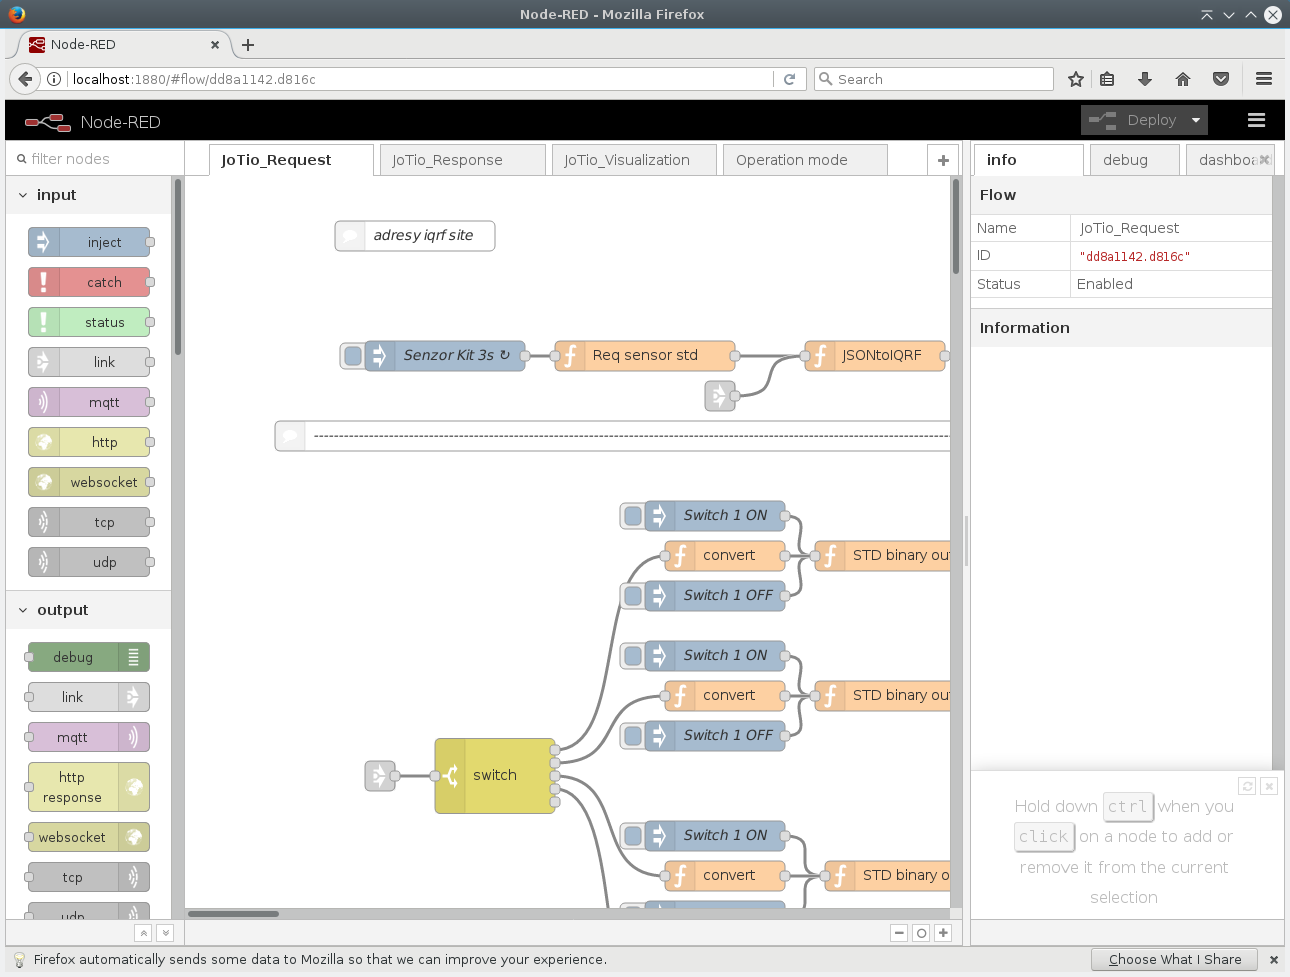 Node-RED - Mozilla Firefox
Node-RED
localhost:1880/#flow/dd8a1142.d816c
Search
Node-RED
Deploy
filter nodes
JoTio_Request
JoTio_Response
JoTio_Visualization
Operation mode
info
debug
dashboa
input
inject
catch
status
link
mqtt
http
websocket
tcp
udp
output
debug
link
mqtt
http
response
websocket
tcp
udp
adresy iqrf site
Senzor Kit 3s ↻
Req sensor std
JSONtoIQRF
Switch 1 ON
convert
STD binary out
Switch 1 OFF
Switch 1 ON
convert
STD binary out
Switch 1 OFF
switch
Switch 1 ON
convert
STD binary o
Flow
Name JoTio_Request
ID "dd8a1142.d816c"
Status Enabled
Information
Hold down ctrl when you
click on a node to add or
remove it from the current
selection
Firefox automatically sends some data to Mozilla so that we can improve your experience.
Choose What I Share